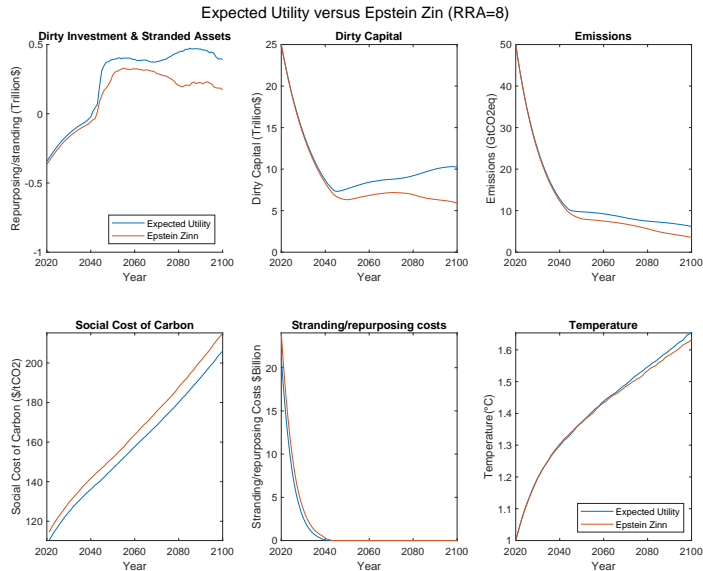 Expected Utility versus Epstein Zin (RRA=8)
Dirty Investment & Stranded Assets
Repurposing/stranding (Trillion$)
0.5
0
-0.5
-1
2020 2040 2060 2080 2100
Year
Expected Utility
Epstein Zinn
Dirty Capital
Dirty Capital (Trillion$)
25
20
15
10
5
0
2020 2040 2060 2080 2100
Year
Emissions
Emissions (GtCO2eq)
50
40
30
20
10
0
2020 2040 2060 2080 2100
Year
Social Cost of Carbon
Social Cost of Carbon ($/tCO2)
200
180
160
140
120
2020 2040 2060 2080 2100
Year
Stranding/repurposing costs
Stranding/repurposing Costs $Billion
20
15
10
5
0
2020 2040 2060 2080 2100
Year
Temperature
Temperature(°C)
1.6
1.5
1.4
1.3
1.2
1.1
1
2020 2040 2060 2080 2100
Year
Expected Utility
Epstein Zinn